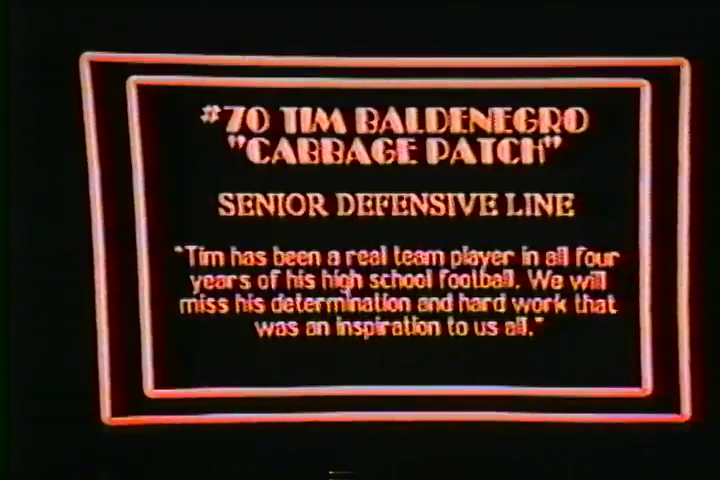 #70 TIM BALDENEGRO
"CABBAGE PATCH"
SENIOR DEFENSIVE LINE
"Tim has been a real team player in all four
years of his high school football. We will
miss his determination and hard work that
was an inspiration to us all."